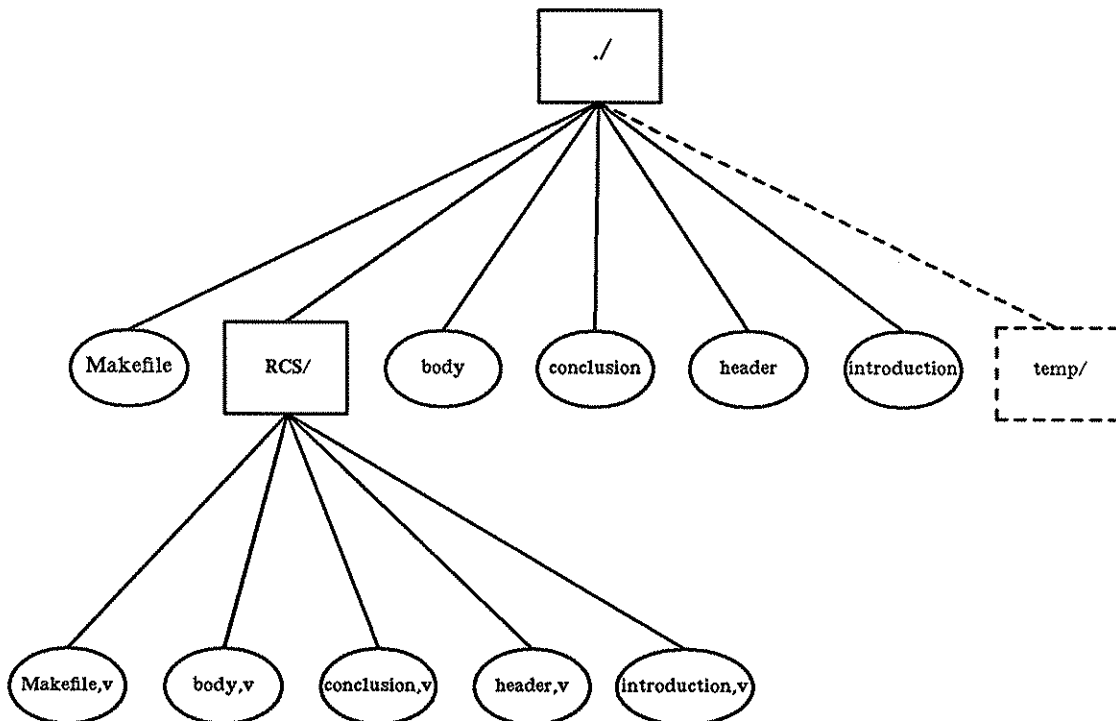 ./
Makefile
RCS/
body
conclusion
header
introduction
temp/
Makefile,v
body,v
conclusion,v
header,v
introduction,v